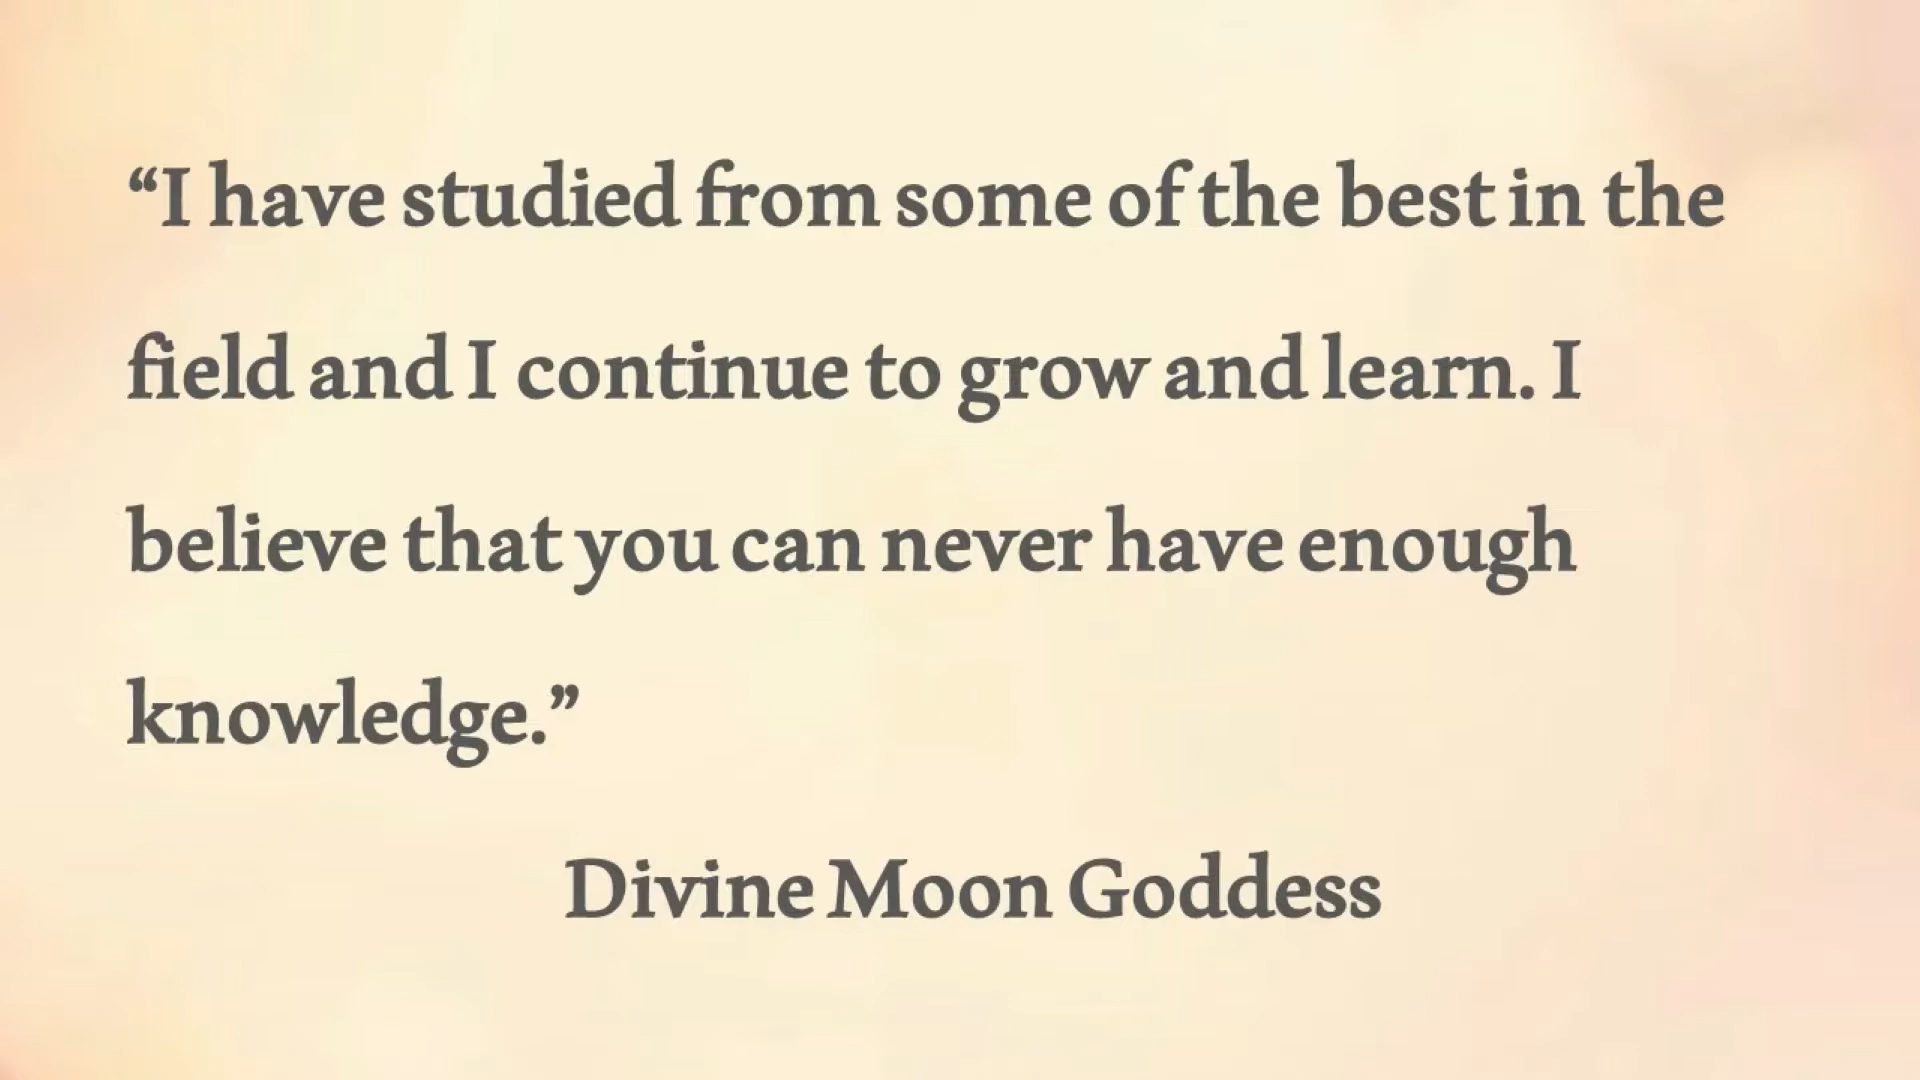 “I have studied from some of the best in the
field and I continue to grow and learn. I
believe that you can never have enough
knowledge.”
Divine Moon Goddess